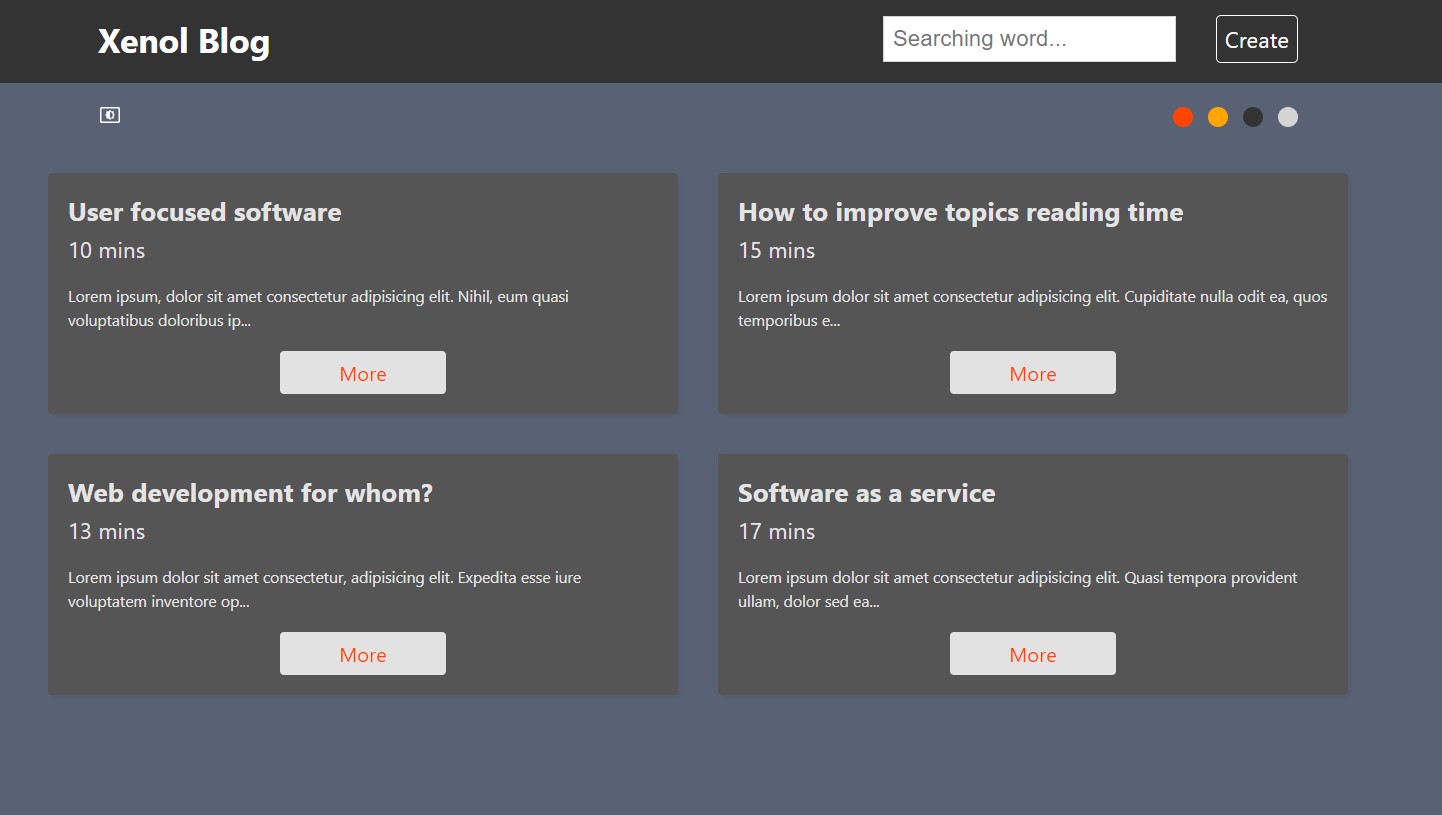 Xenol Blog
Searching word...
Create
User focused software
10 mins
Lorem ipsum, dolor sit amet consectetur adipisicing elit. Nihil, eum quasi
voluptatibus doloribus ip...
More
How to improve topics reading time
15 mins
Lorem ipsum dolor sit amet consectetur adipisicing elit. Cupiditate nulla odit ea, quos
temporibus e...
More
Web development for whom?
13 mins
Lorem ipsum dolor sit amet consectetur, adipisicing elit. Expedita esse iure
voluptatem inventore op...
More
Software as a service
17 mins
Lorem ipsum dolor sit amet consectetur adipisicing elit. Quasi tempora provident
ullam, dolor sed ea...
More